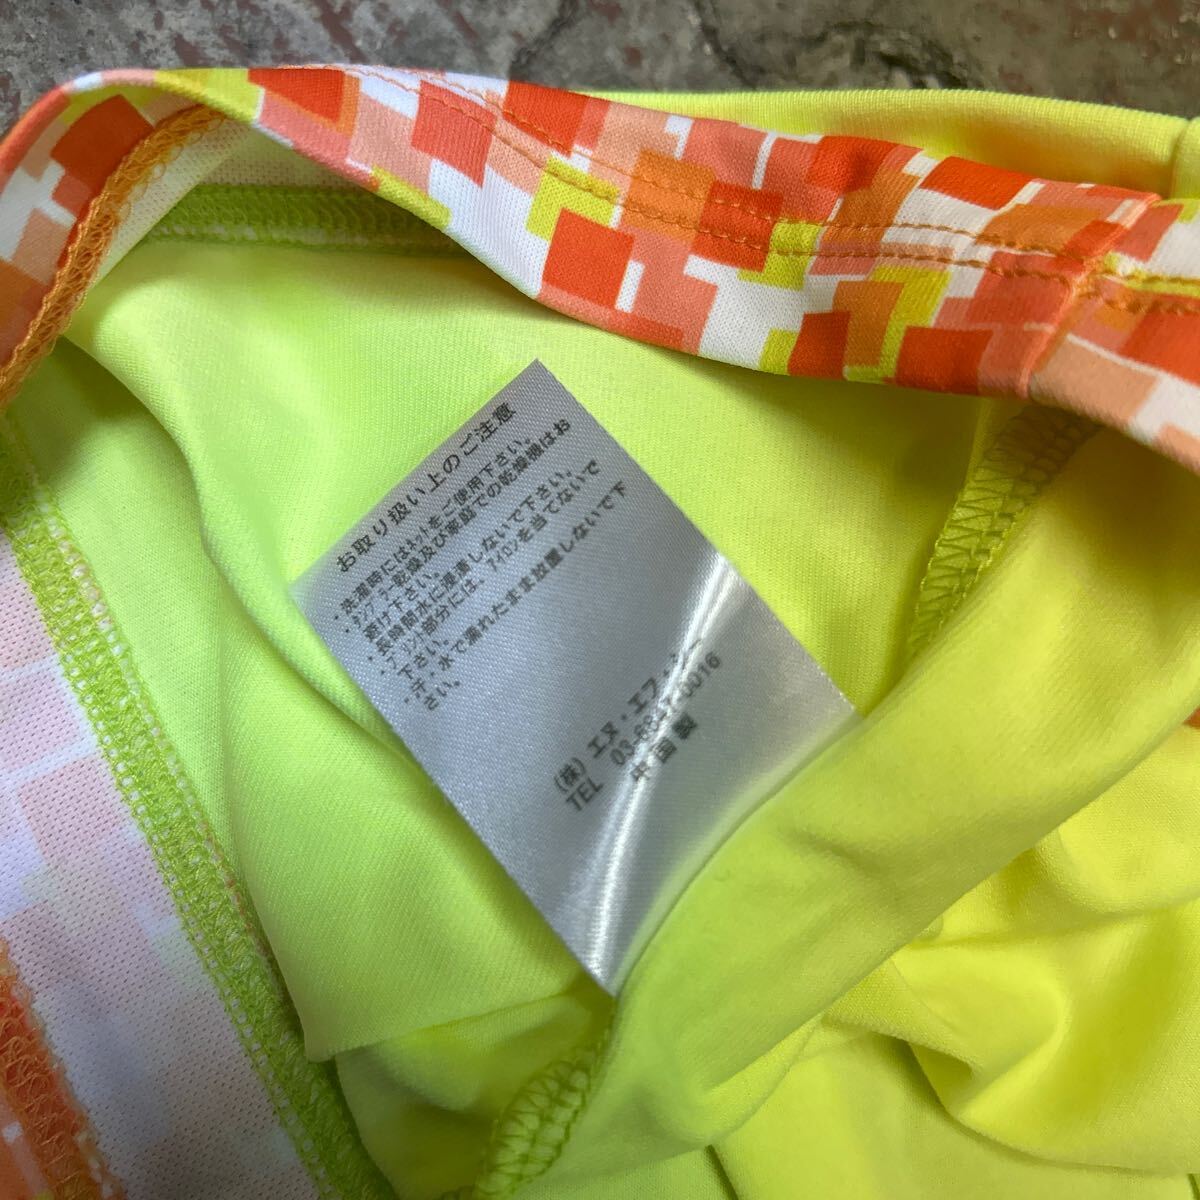 お取り扱い上のご注意
・洗濯時にはネットをご使用下さい。
・タンブラー乾燥及び家庭での乾燥機はお
避け下さい。
・長時間水に浸漬しないで下さい。
・プリント部分には、アイロンを当てないで
下さい。
・汗・水で濡れたまま放置しないで下
さい。
(株)エヌ・エフ・シー
TEL 03-6847-0016
中国製